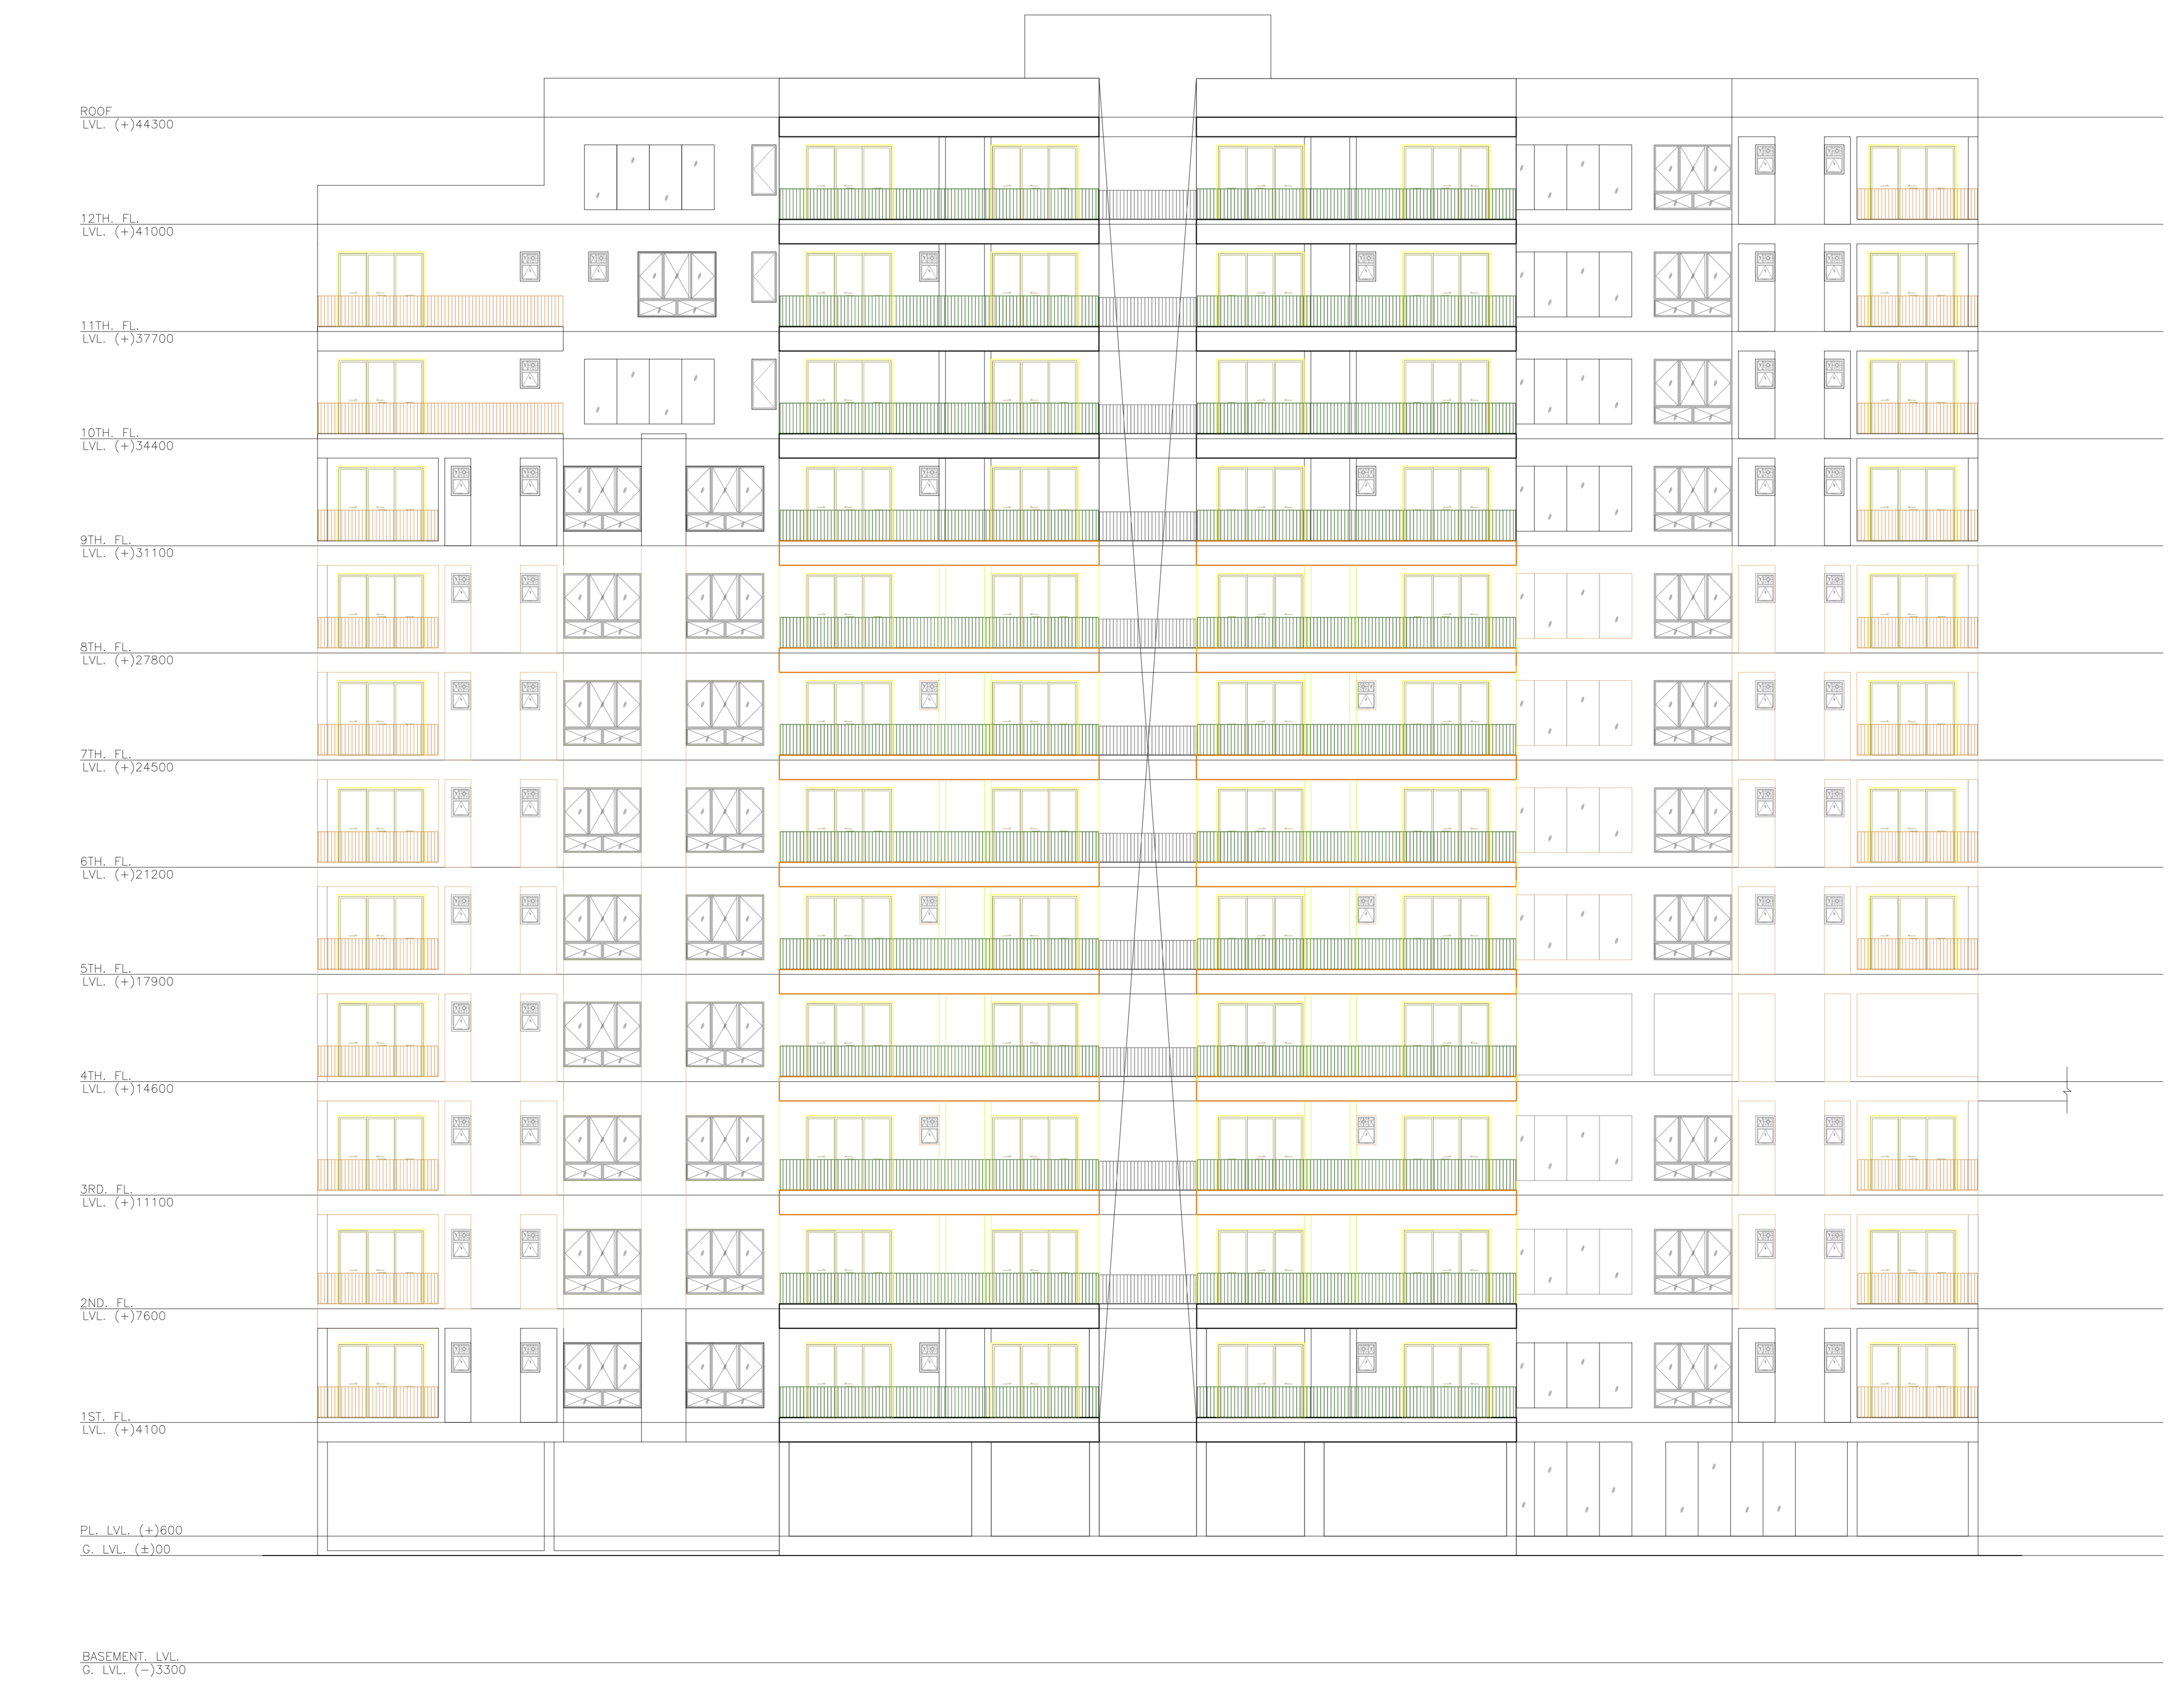 ROOF
LVL. (+)44300
12TH. FL.
LVL. (+)41000
11TH. FL.
LVL. (+)37700
10TH. FL.
LVL. (+)34400
9TH. FL.
LVL. (+)31100
8TH. FL.
LVL. (+)27800
7TH. FL.
LVL. (+)24500
6TH. FL.
LVL. (+)21200
5TH. FL.
LVL. (+)17900
4TH. FL.
LVL. (+)14600
3RD. FL.
LVL. (+)11100
2ND. FL.
LVL. (+)7600
1ST. FL.
LVL. (+)4100
PL. LVL. (+)600
G. LVL. (±)00
BASEMENT. LVL.
G. LVL. (-)3300